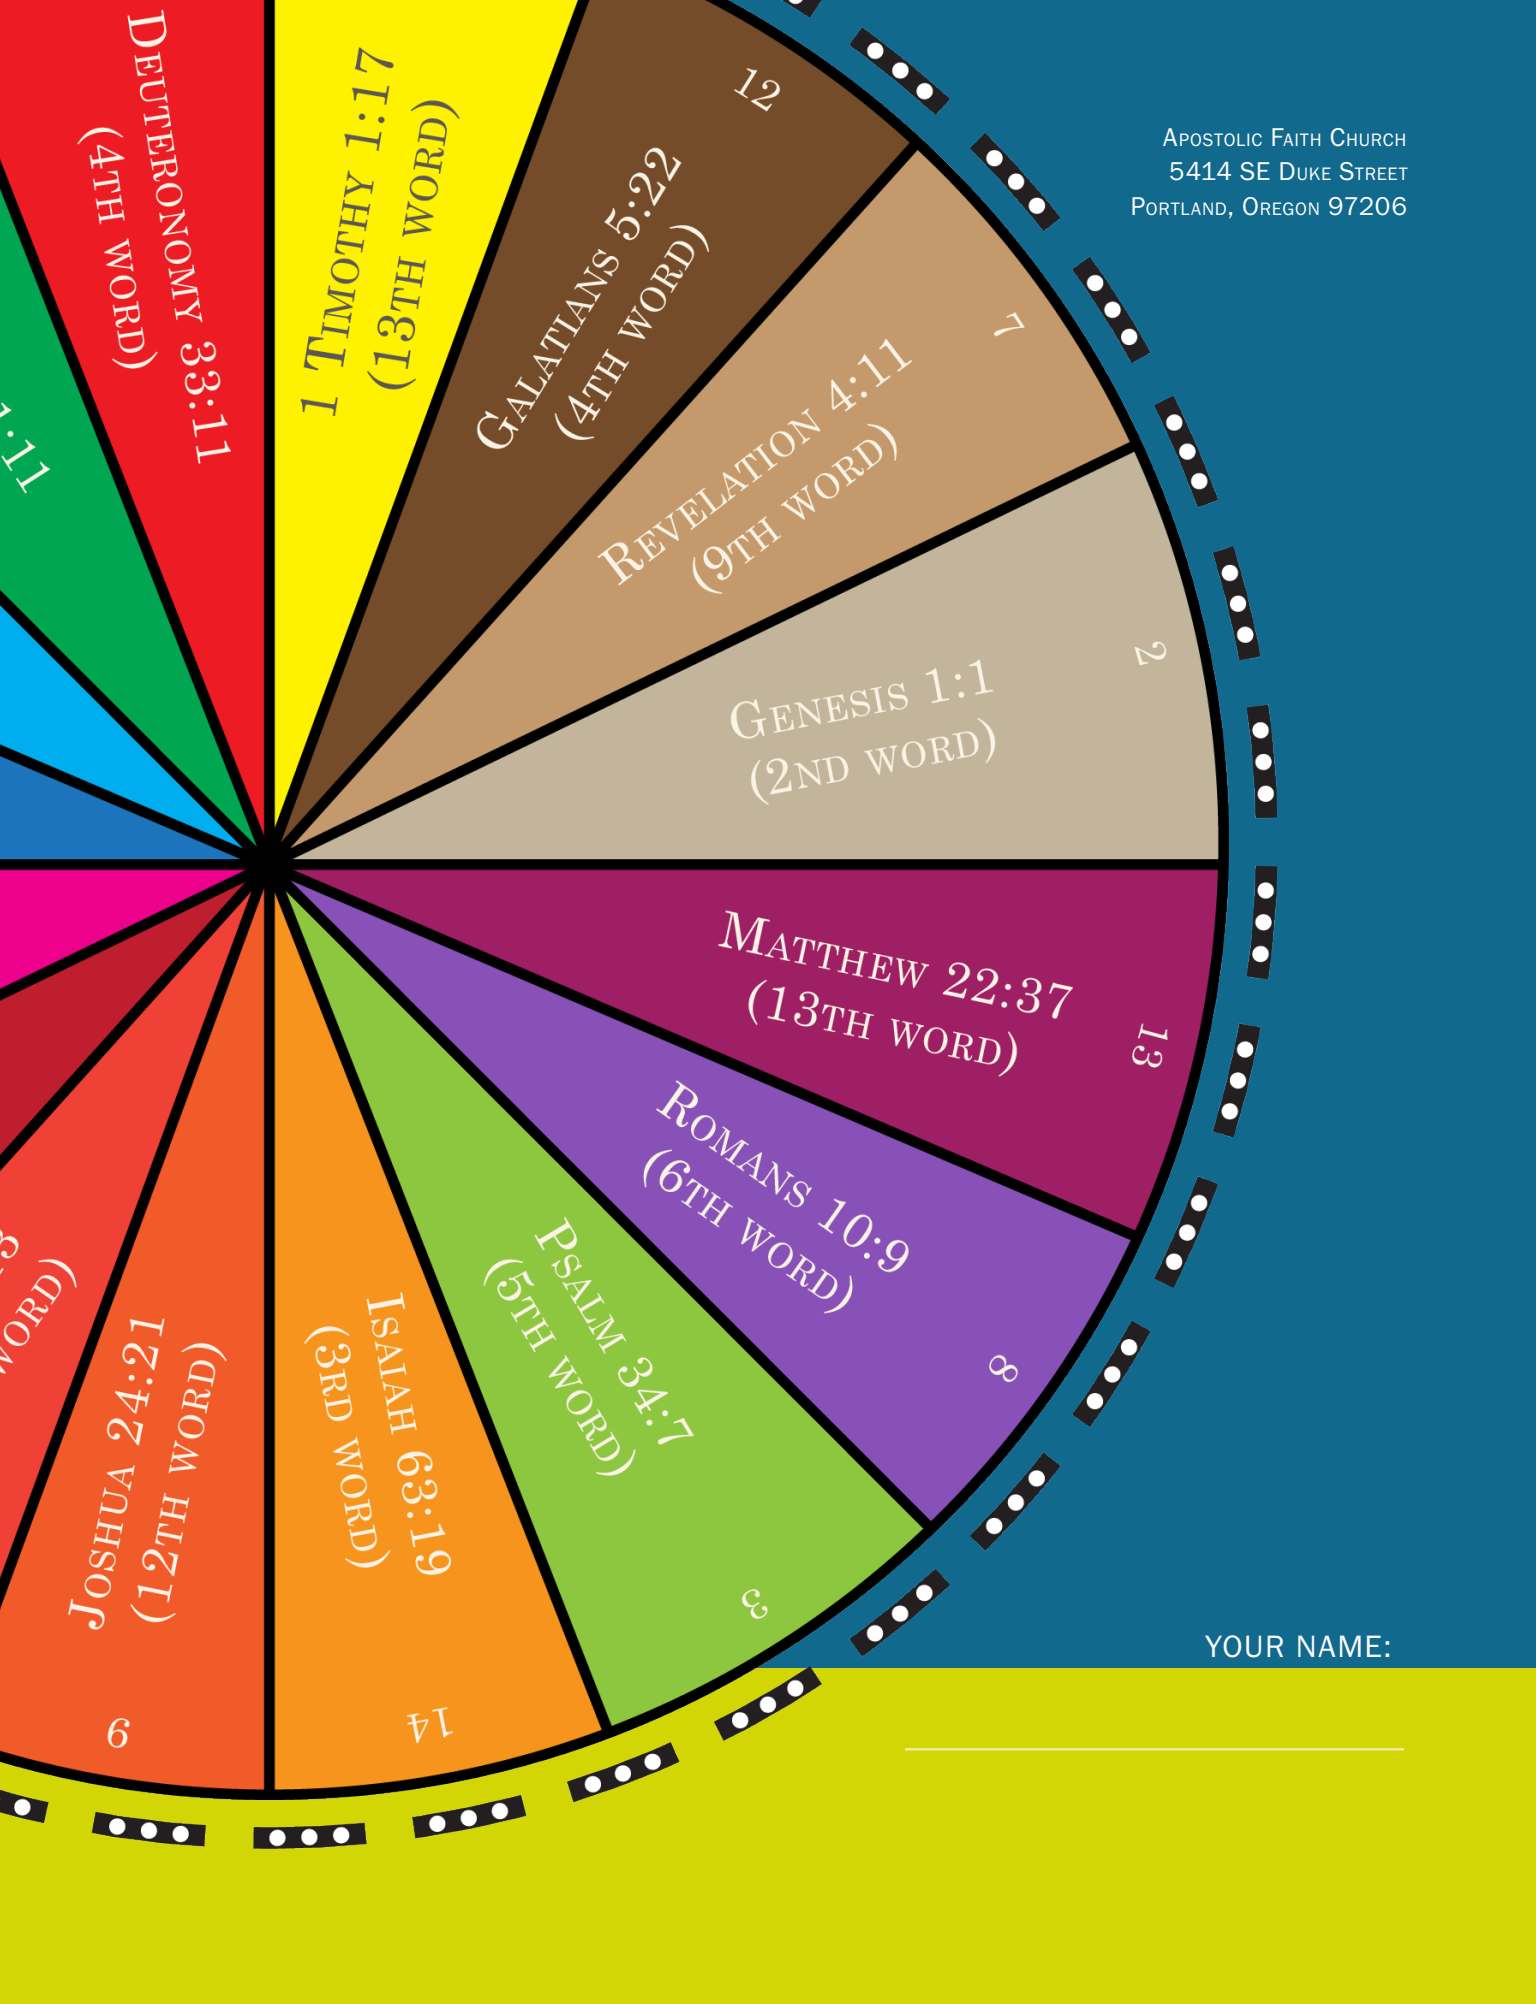 Apostolic Faith Church
5414 SE Duke Street
Portland, Oregon 97206
Deuteronomy 33:11
(4th word)
1 Timothy 1:17
(13th word)
12
Galatians 5:22
(4th word)
7
Revelation 4:11
(9th word)
2
Genesis 1:1
(2nd word)
13
Matthew 22:37
(13th word)
8
Romans 10:9
(6th word)
3
Psalm 34:7
(5th word)
14
Isaiah 63:19
(3rd word)
9
Joshua 24:21
(12th word)
:11
word)
YOUR NAME: